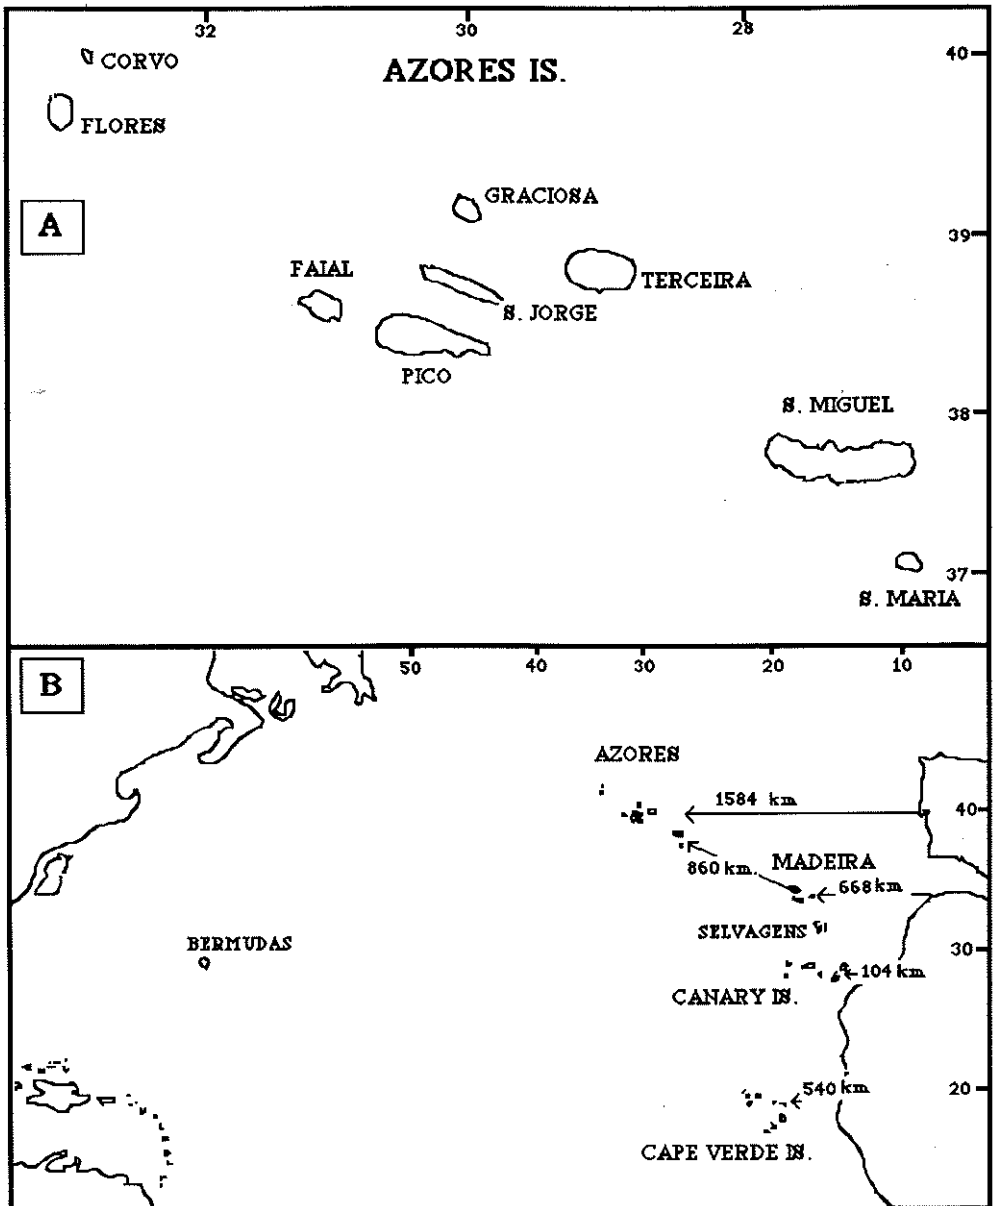 32 30 28
40
CORVO
AZORES IS.
FLORES
GRACIOSA
A
39
FAIAL
TERCEIRA
S. JORGE
PICO
S. MIGUEL
38
37
S. MARIA
B
50 40 30 20 10
AZORES
1584 km
40
860 km.
MADEIRA
668 km
SELVAGENS
BERMUDAS
30
104 km
CANARY IS.
540 km
20
CAPE VERDE IS.